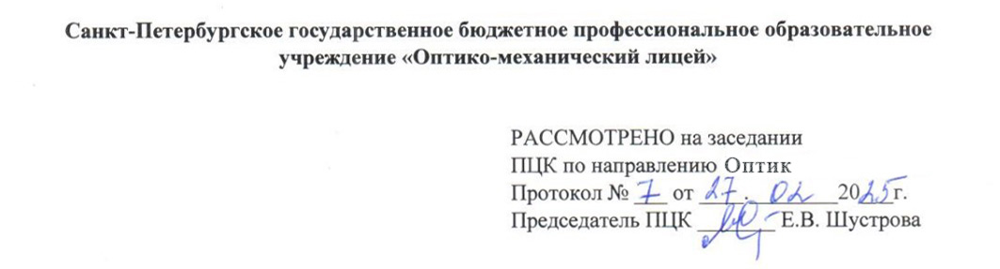 Санкт-Петербургское государственное бюджетное профессиональное образовательное
учреждение «Оптико-механический лицей»
РАССМОТРЕНО на заседании
ПЦК по направлению Оптик
Протокол № 7 от 27. 02 2025г.
Председатель ПЦК ________ Е.В. Шустрова